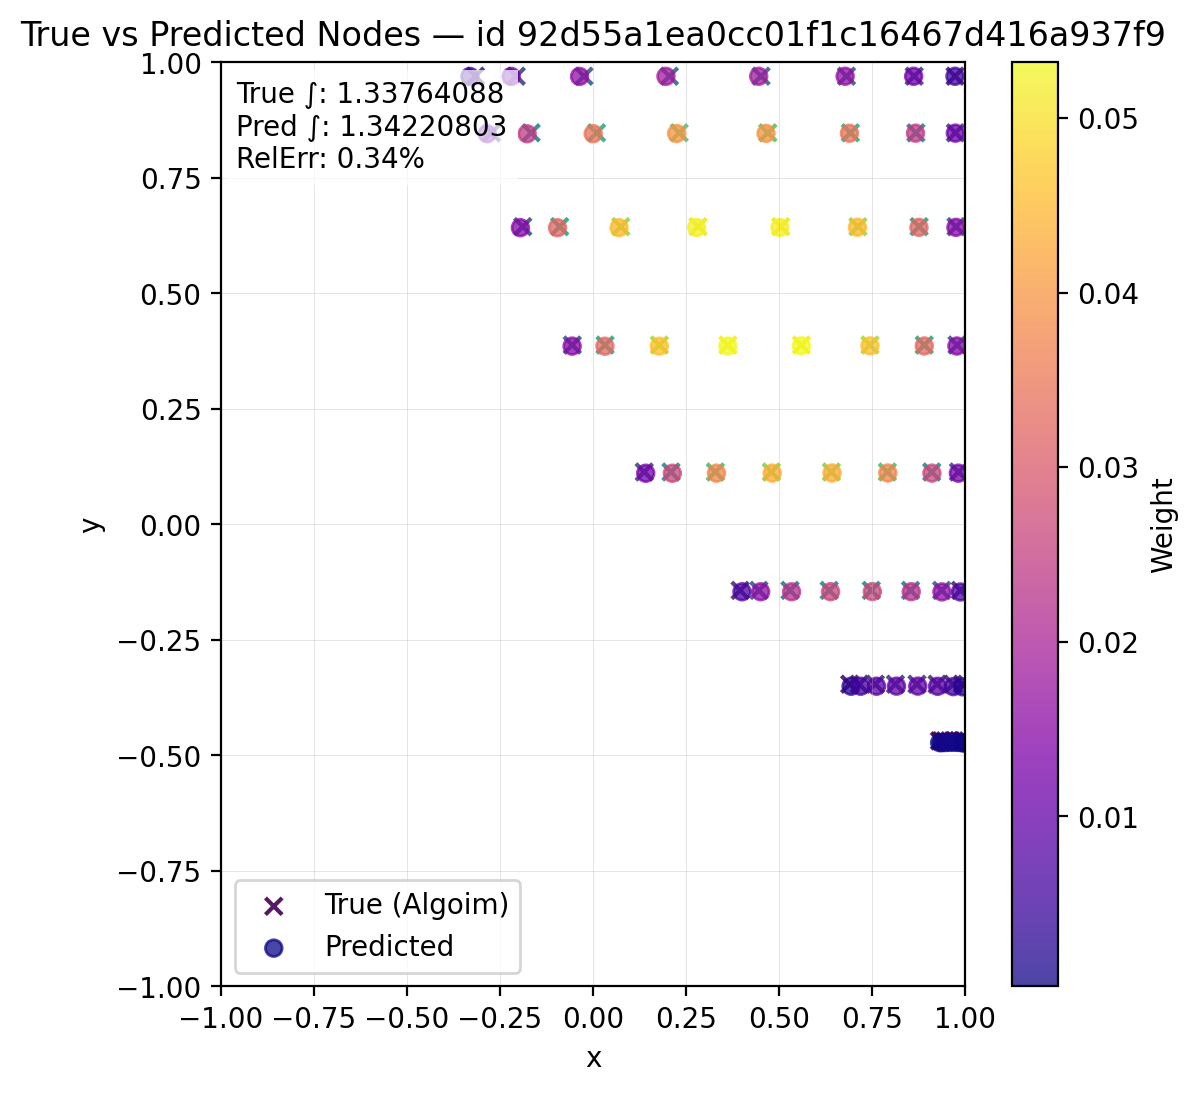 True vs Predicted Nodes — id 92d55a1ea0cc01f1c16467d416a937f9
True ∫: 1.33764088
Pred ∫: 1.34220803
RelErr: 0.34%
1.00
0.75
0.50
0.25
0.00
−0.25
−0.50
−0.75
−1.00
y
−1.00 −0.75 −0.50 −0.25 0.00 0.25 0.50 0.75 1.00
x
True (Algoim)
Predicted
0.05
0.04
0.03
0.02
0.01
Weight